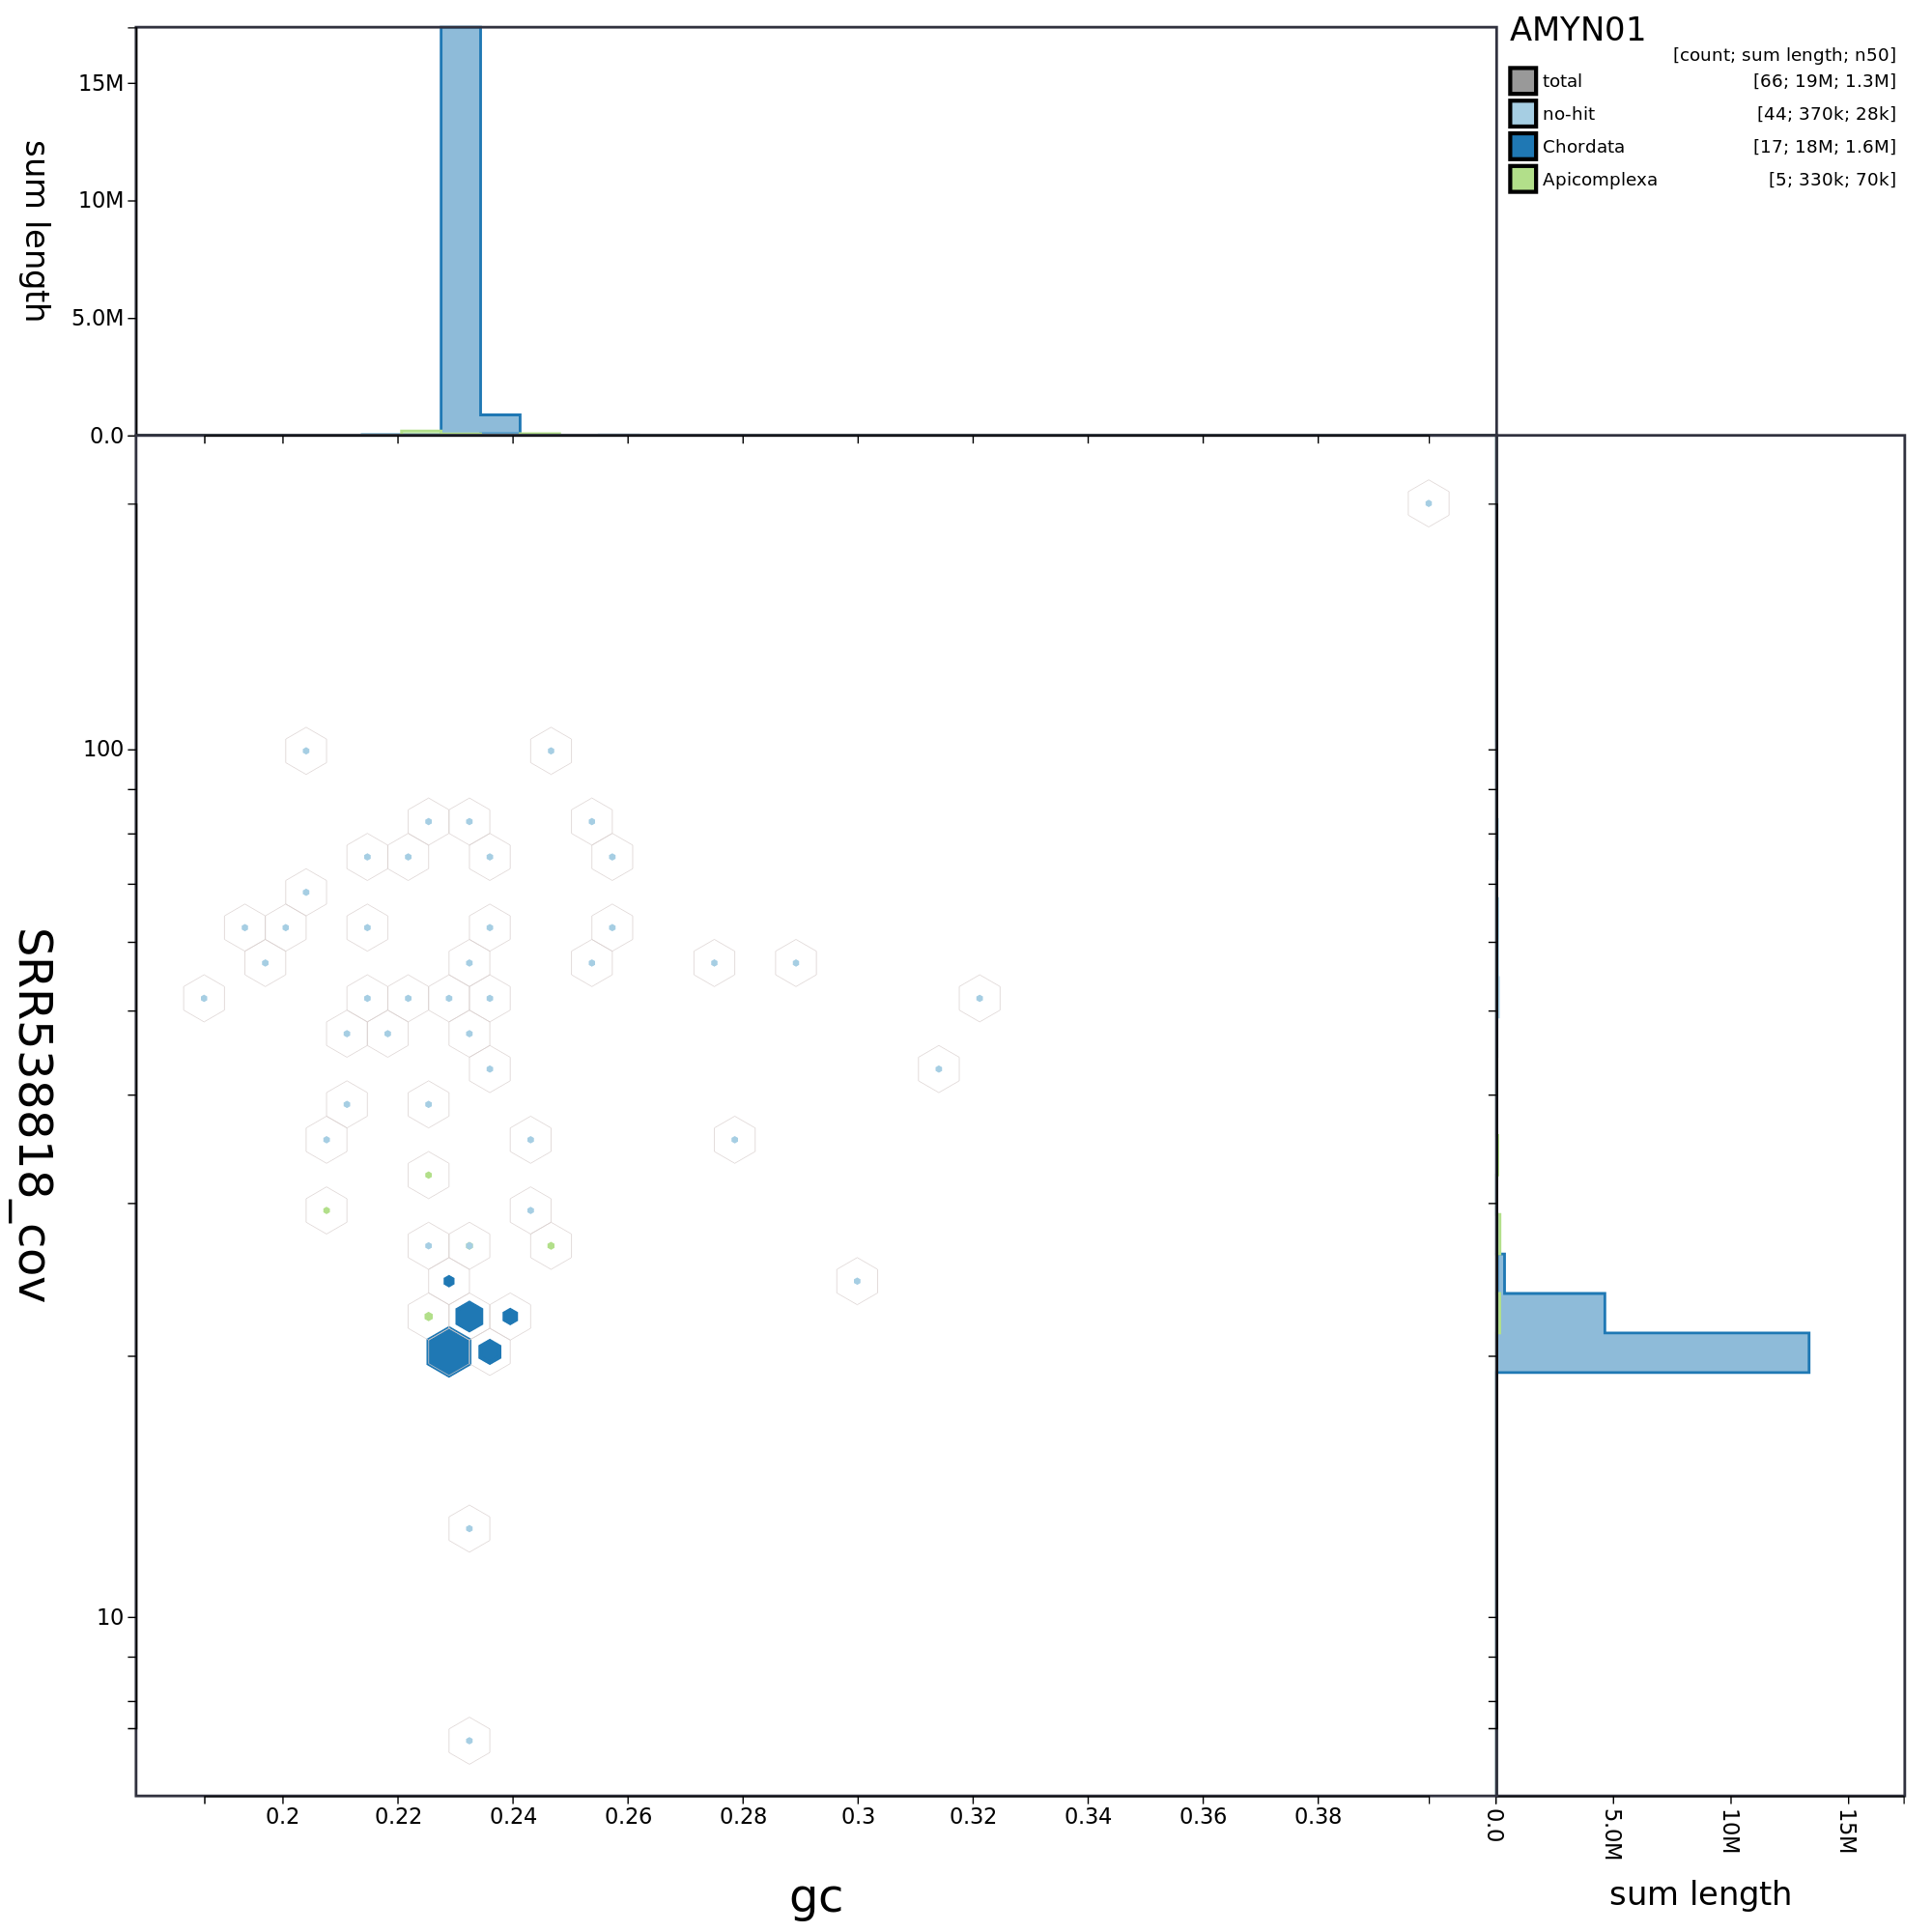 AMYN01
[count; sum length; n50]
total [66; 19M; 1.3M]
no-hit [44; 370k; 28k]
Chordata [17; 18M; 1.6M]
Apicomplexa [5; 330k; 70k]
sum length
15M
10M
5.0M
0.0
SRR538818_cov
100
10
0.2 0.22 0.24 0.26 0.28 0.3 0.32 0.34 0.36 0.38
gc
0.0 5.0M 10M 15M
sum length